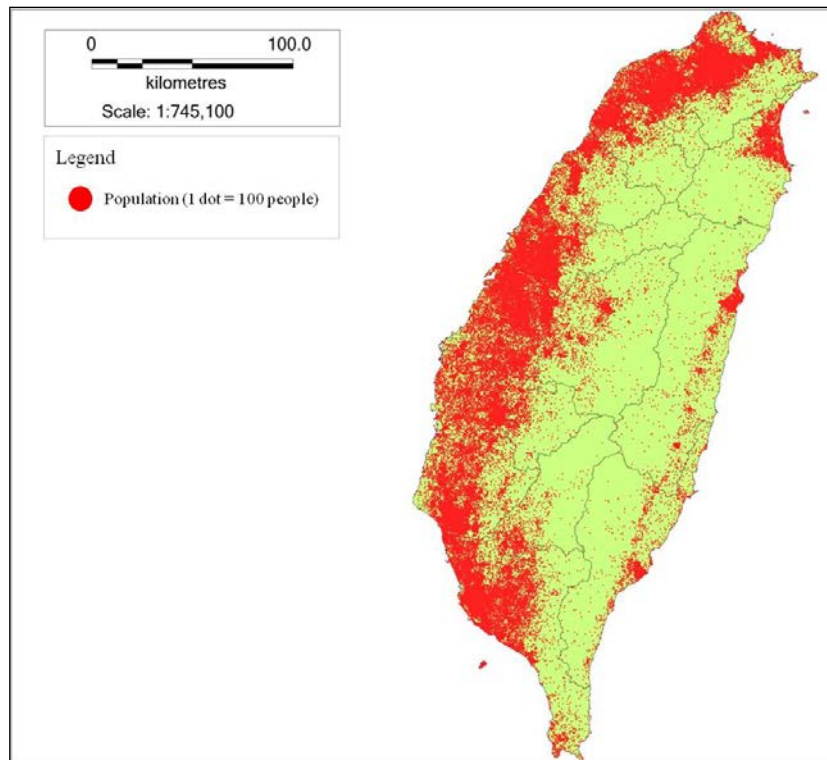 0 100.0
kilometres
Scale: 1:745,100
Legend
Population (1 dot = 100 people)